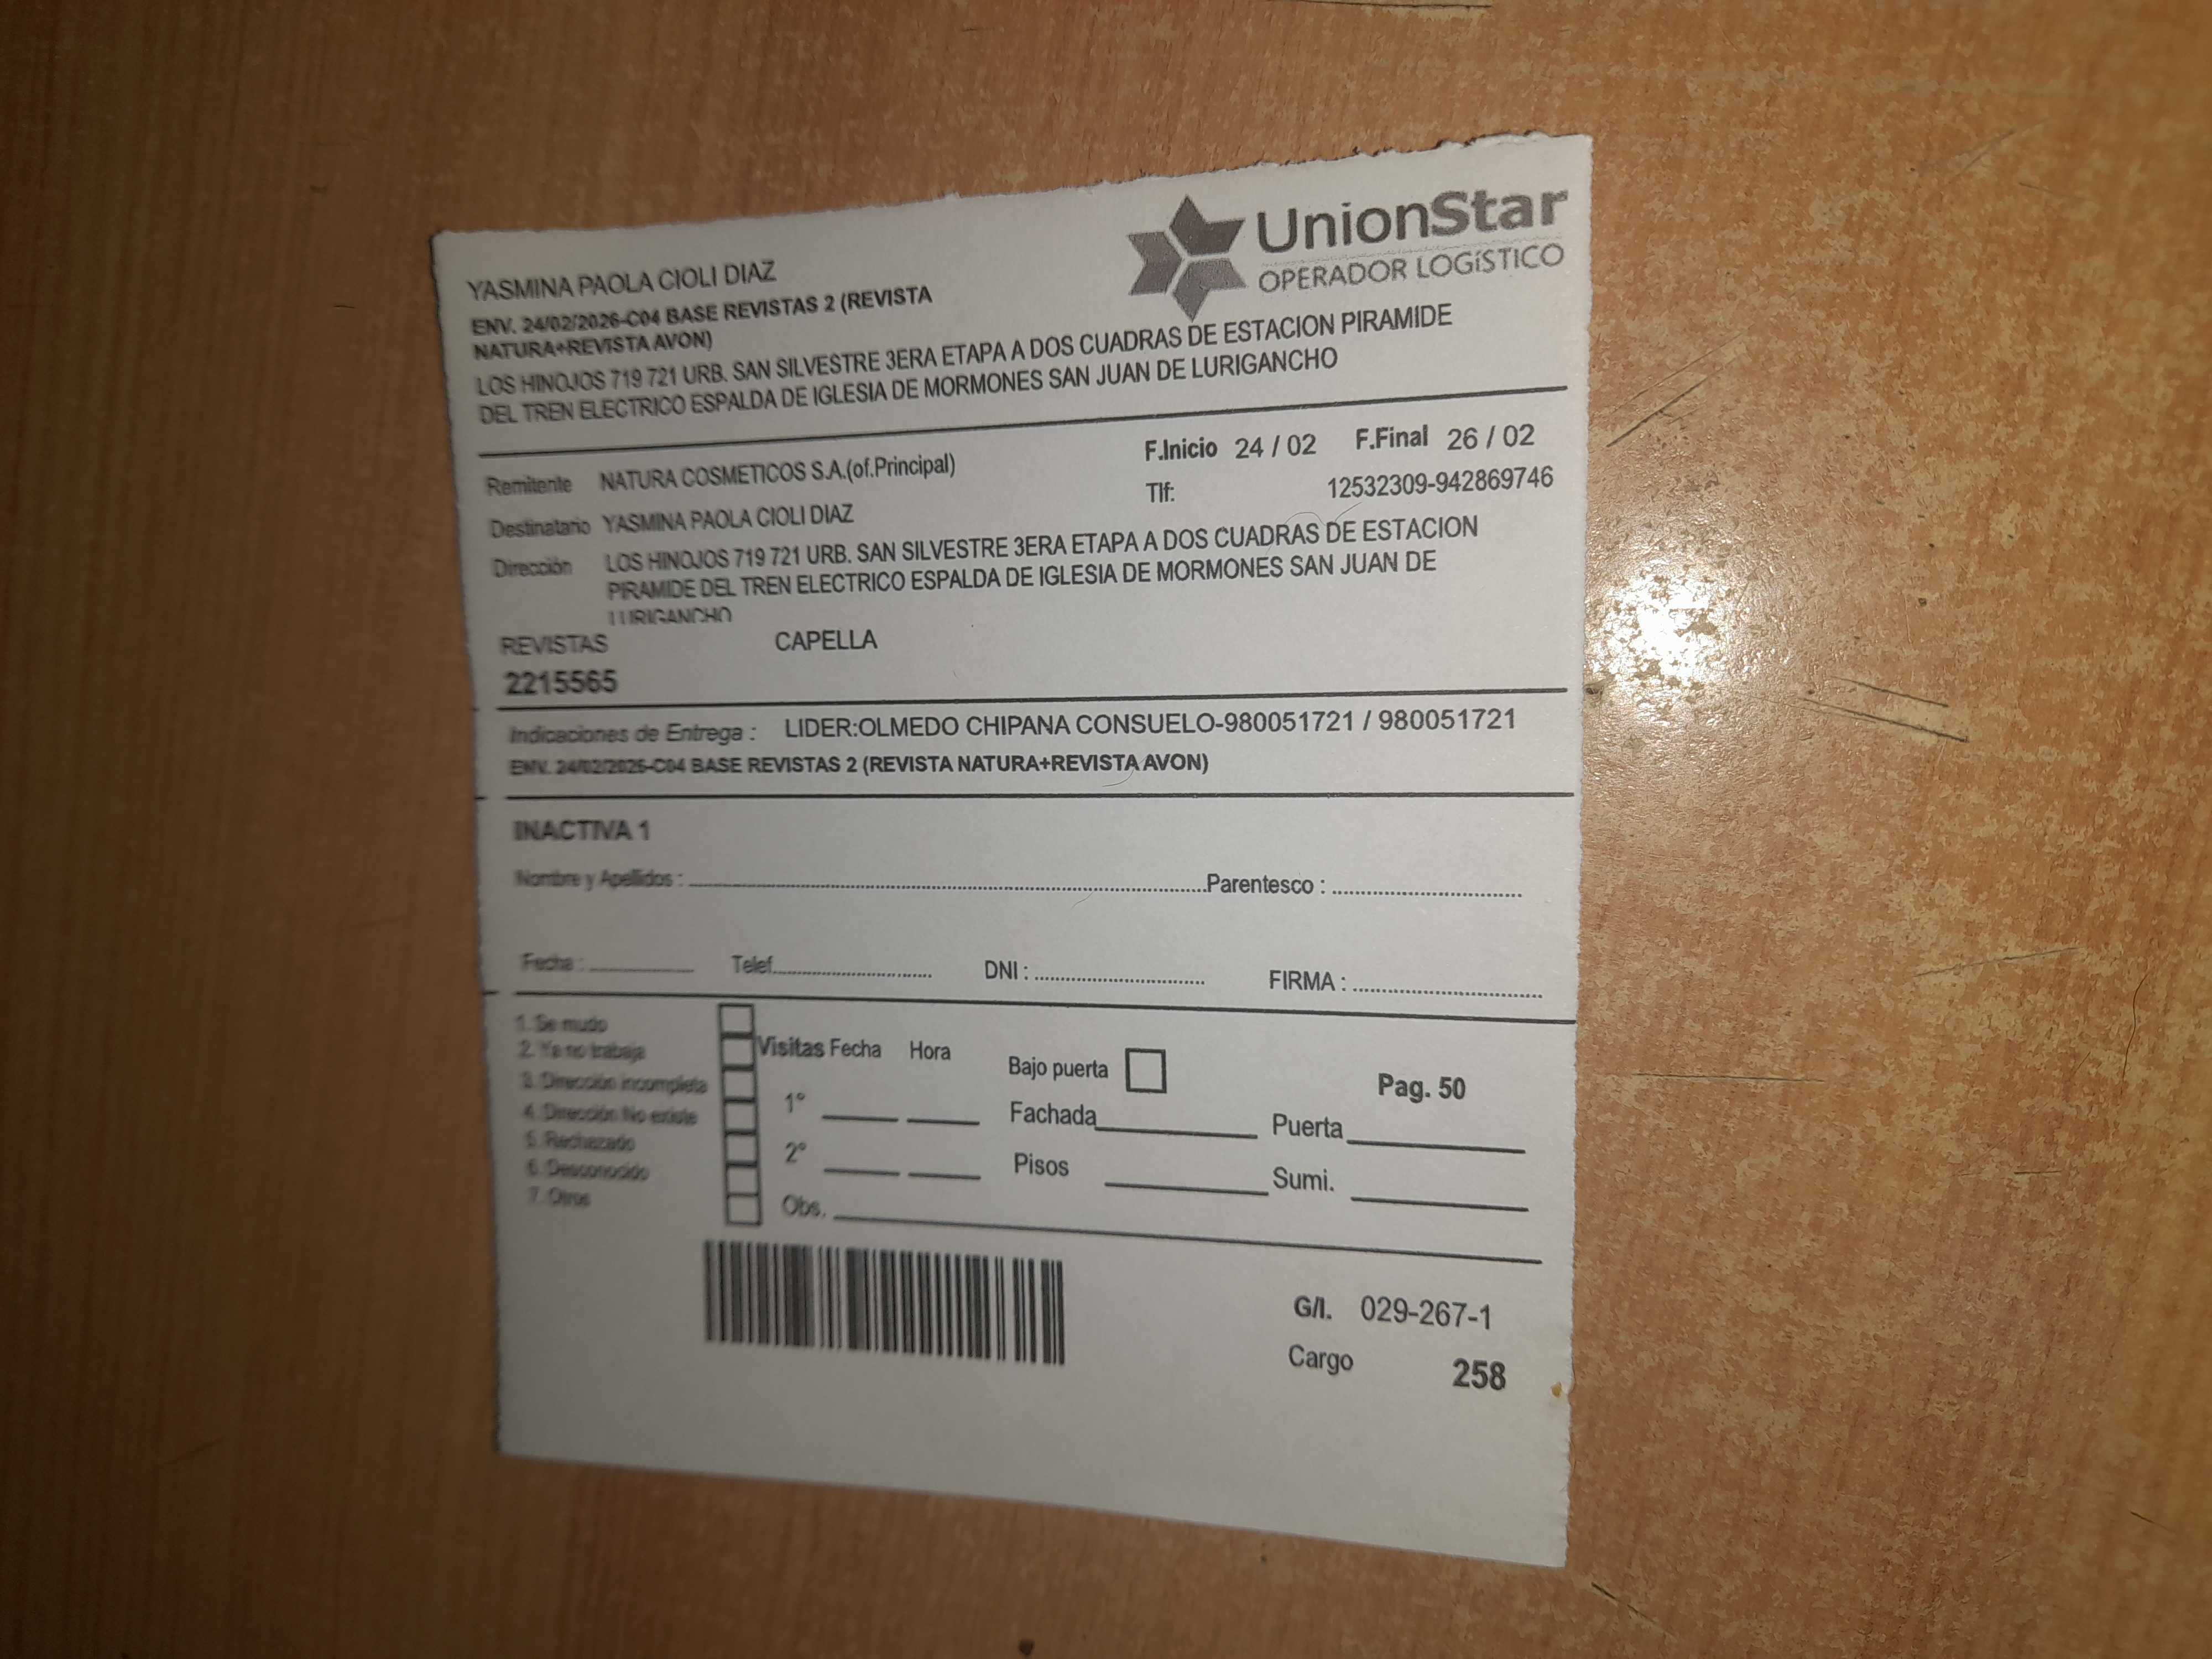 UnionStar
OPERADOR LOGÍSTICO
YASMINA PAOLA CIOLI DIAZ
ENV. 24/02/2026-C04 BASE REVISTAS 2 (REVISTA
NATURA+REVISTA AVON)
LOS HINOJOS 719 721 URB. SAN SILVESTRE 3ERA ETAPA A DOS CUADRAS DE ESTACION PIRAMIDE
DEL TREN ELECTRICO ESPALDA DE IGLESIA DE MORMONES SAN JUAN DE LURIGANCHO
Remitente NATURA COSMETICOS S.A.(of.Principal) F.Inicio 24 / 02 F.Final 26 / 02
Tlf: 12532309-942869746
Destinatario YASMINA PAOLA CIOLI DIAZ
Dirección LOS HINOJOS 719 721 URB. SAN SILVESTRE 3ERA ETAPA A DOS CUADRAS DE ESTACION
PIRAMIDE DEL TREN ELECTRICO ESPALDA DE IGLESIA DE MORMONES SAN JUAN DE
LURIGANCHO
REVISTAS CAPELLA
2215565
Indicaciones de Entrega : LIDER:OLMEDO CHIPANA CONSUELO-980051721 / 980051721
ENV. 24/02/2026-C04 BASE REVISTAS 2 (REVISTA NATURA+REVISTA AVON)
INACTIVA 1
Nombre y Apellidos : Parentesco :
Fecha : Telef. DNI : FIRMA :
1. Se mudo
2. Ya no trabaja
3. Dirección incompleta
4. Dirección No existe
5. Rechazado
6. Desconocido
7. Otros
Visitas Fecha Hora
1°
2°
Obs.
Bajo puerta
Pag. 50
Fachada Puerta
Pisos Sumi.
G/I. 029-267-1
Cargo 258